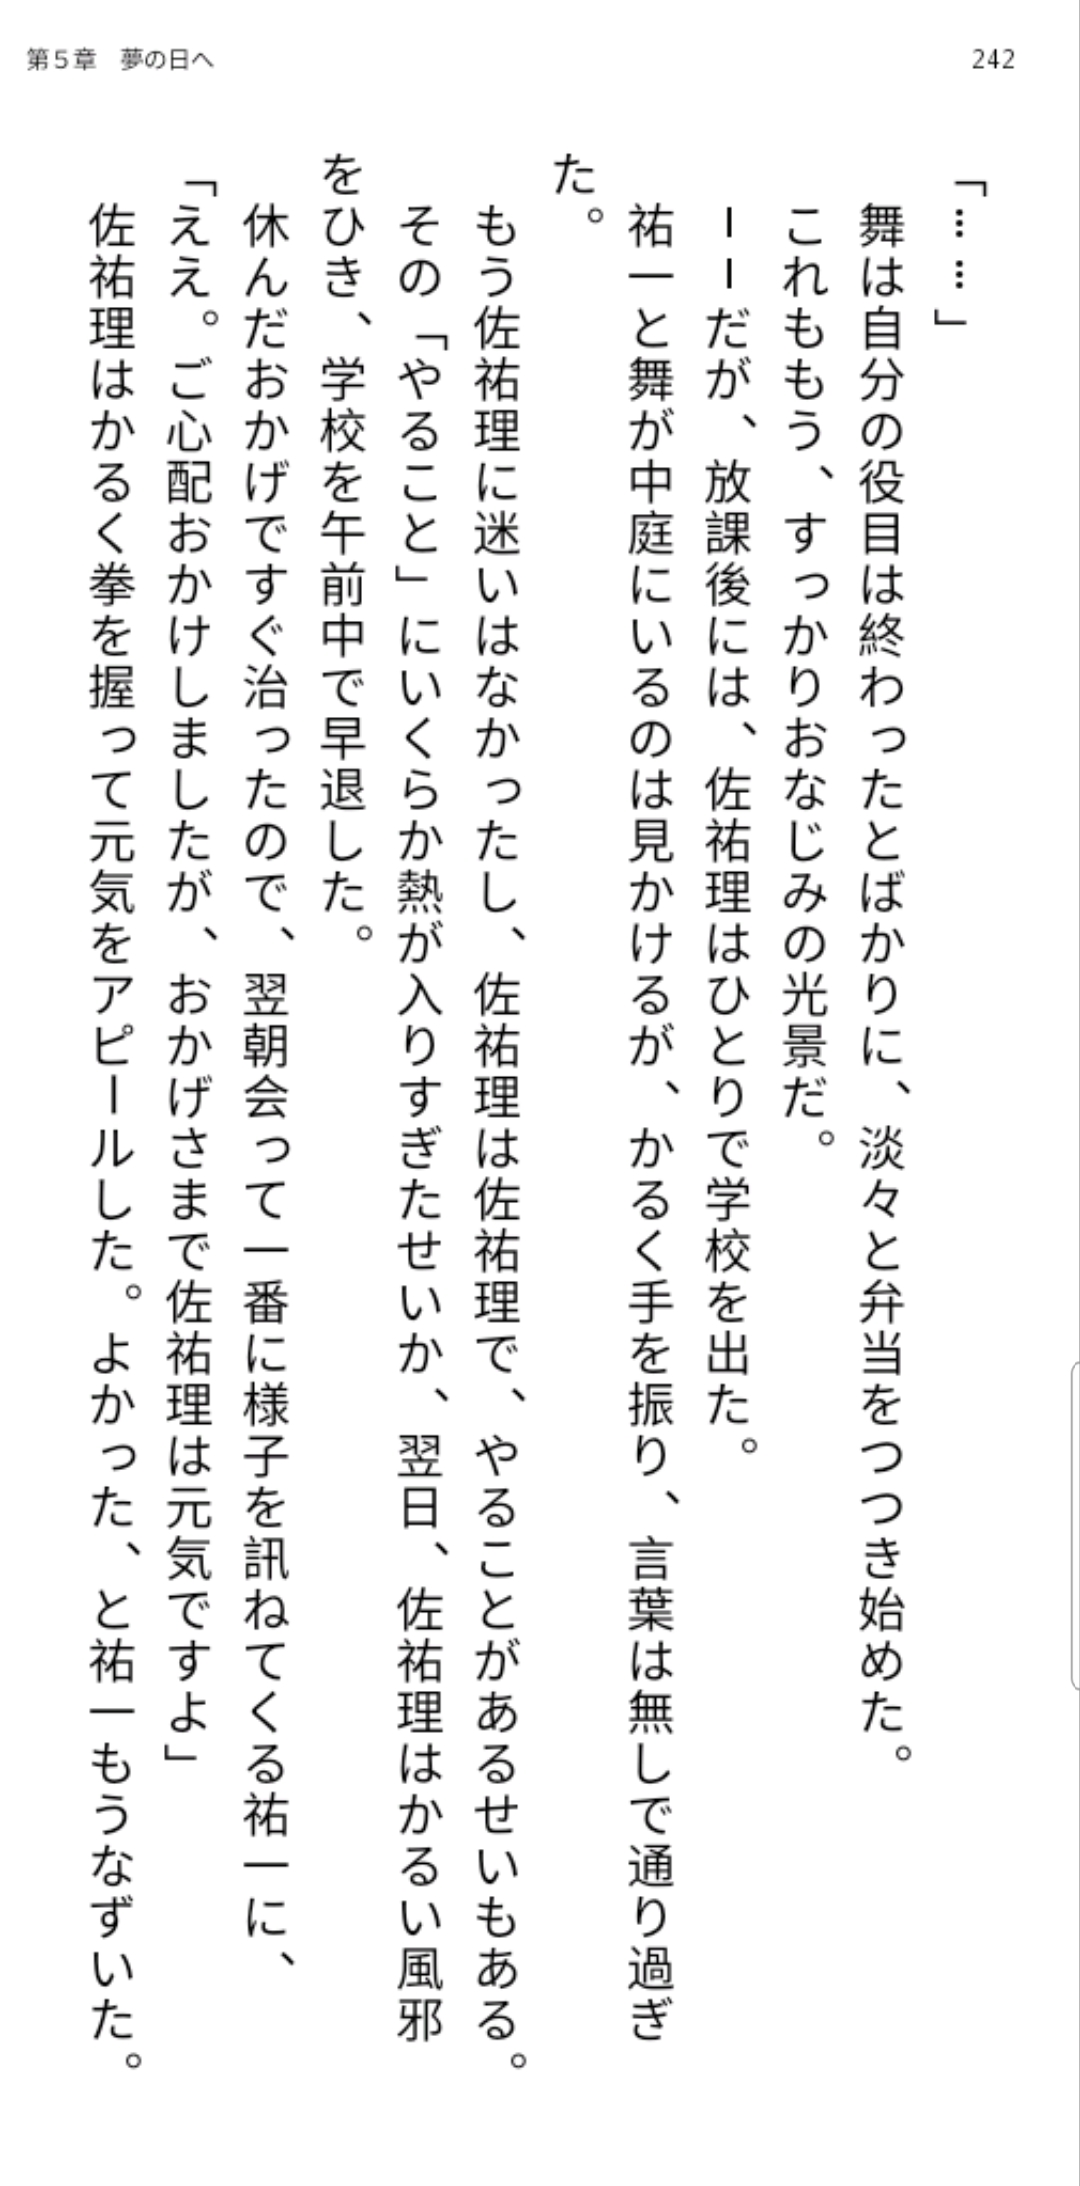 第５章　夢の日へ
242
「……」
　舞は自分の役目は終わったとばかりに、淡々と弁当をつつき始めた。
　これももう、すっかりおなじみの光景だ。
　ーーだが、放課後には、佐祐理はひとりで学校を出た。
　祐一と舞が中庭にいるのは見かけるが、かるく手を振り、言葉は無しで通り過ぎ
た。
　もう佐祐理に迷いはなかったし、佐祐理は佐祐理で、やることがあるせいもある。
　その「やること」にいくらか熱が入りすぎたせいか、翌日、佐祐理はかるい風邪
をひき、学校を午前中で早退した。
　休んだおかげですぐ治ったので、翌朝会って一番に様子を訊ねてくる祐一に、
「ええ。ご心配おかけしましたが、おかげさまで佐祐理は元気ですよ」
　佐祐理はかるく拳を握って元気をアピールした。よかった、と祐一もうなずいた。